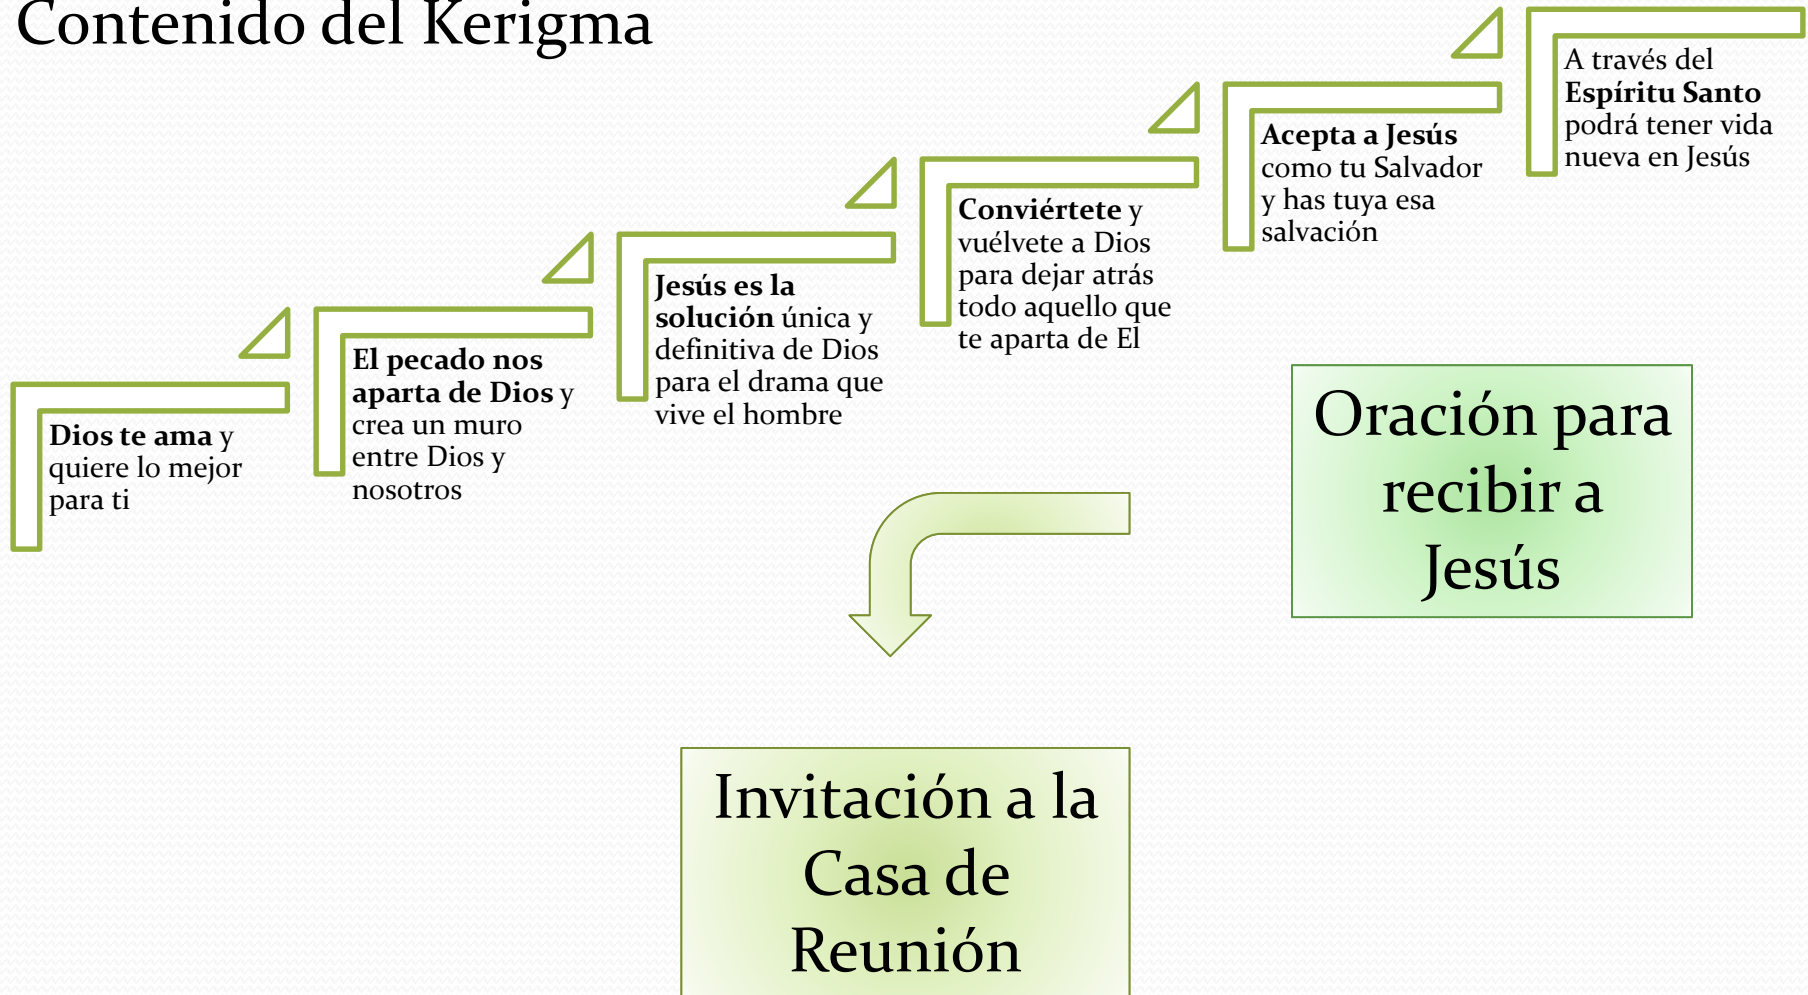 Contenido del Kerigma
Dios te ama y
quiere lo mejor
para ti
El pecado nos
aparta de Dios y
crea un muro
entre Dios y
nosotros
Jesús es la
solución única y
definitiva de Dios
para el drama que
vive el hombre
Conviértete y
vuélvete a Dios
para dejar atrás
todo aquello que
te aparta de El
Acepta a Jesús
como tu Salvador
y has tuya esa
salvación
A través del
Espíritu Santo
podrá tener vida
nueva en Jesús
Oración para
recibir a
Jesús
Invitación a la
Casa de
Reunión